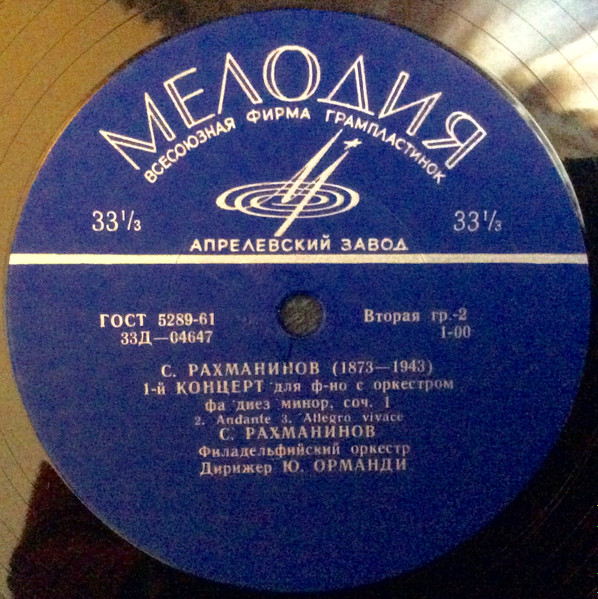 МЕЛОДИЯ
ВСЕСОЮЗНАЯ ФИРМА ГРАМПЛАСТИНОК
33⅓ 33⅓
АПРЕЛЕВСКИЙ ЗАВОД
ГОСТ 5289-61 Вторая гр.-2
33Д—04647 1-00
С. РАХМАНИНОВ (1873—1943)
1-й КОНЦЕРТ для ф-но с оркестром
фа диез минор, соч. 1
2. Andante 3. Allegro vivace
С. РАХМАНИНОВ
Филадельфийский оркестр
Дирижер Ю. ОРМАНДИ